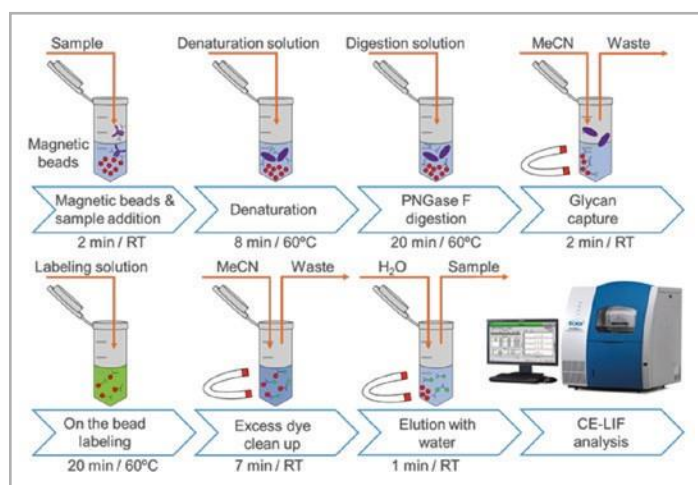 Sample
Denaturation solution
Digestion solution
MeCN
Waste
Magnetic
beads
Magnetic beads &
sample addition
Denaturation
PNGase F
digestion
Glycan
capture
2 min / RT
8 min / 60ºC
20 min / 60ºC
2 min / RT
Labeling solution
MeCN
Waste
H₂O
Sample
On the bead
labeling
Excess dye
clean up
Elution with
water
CE-LIF
analysis
20 min / 60ºC
7 min / RT
1 min / RT